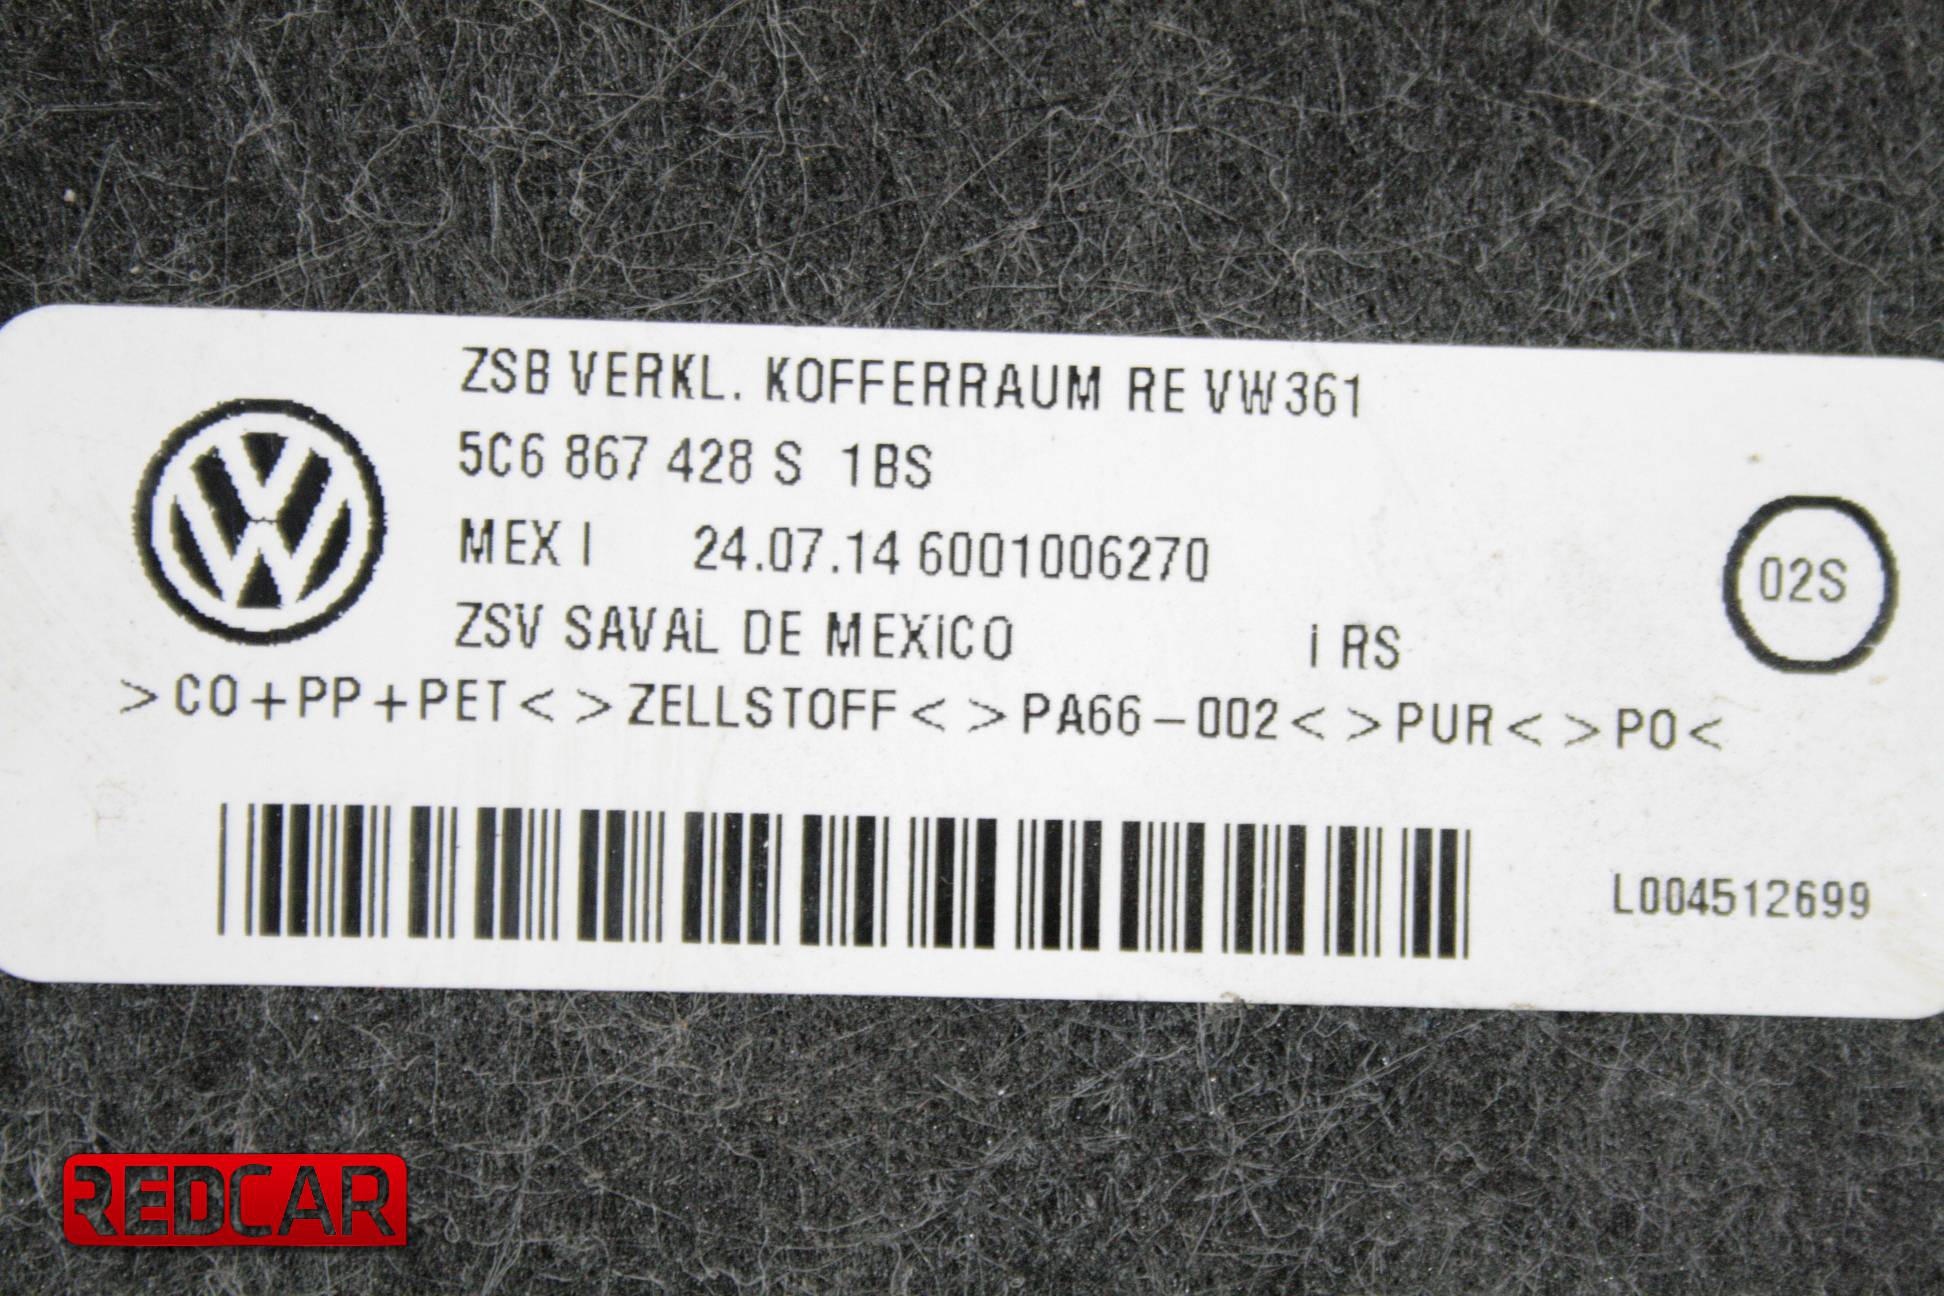 ZSB VERKL. KOFFERRAUM RE VW361
5C6 867 428 S 1BS
MEX I 24.07.14 6001006270
02S
ZSV SAVAL DE MEXICO I RS
>CO+PP+PET<>ZELLSTOFF<>PA66-002<>PUR<>PO<
L004512699
REDCAR